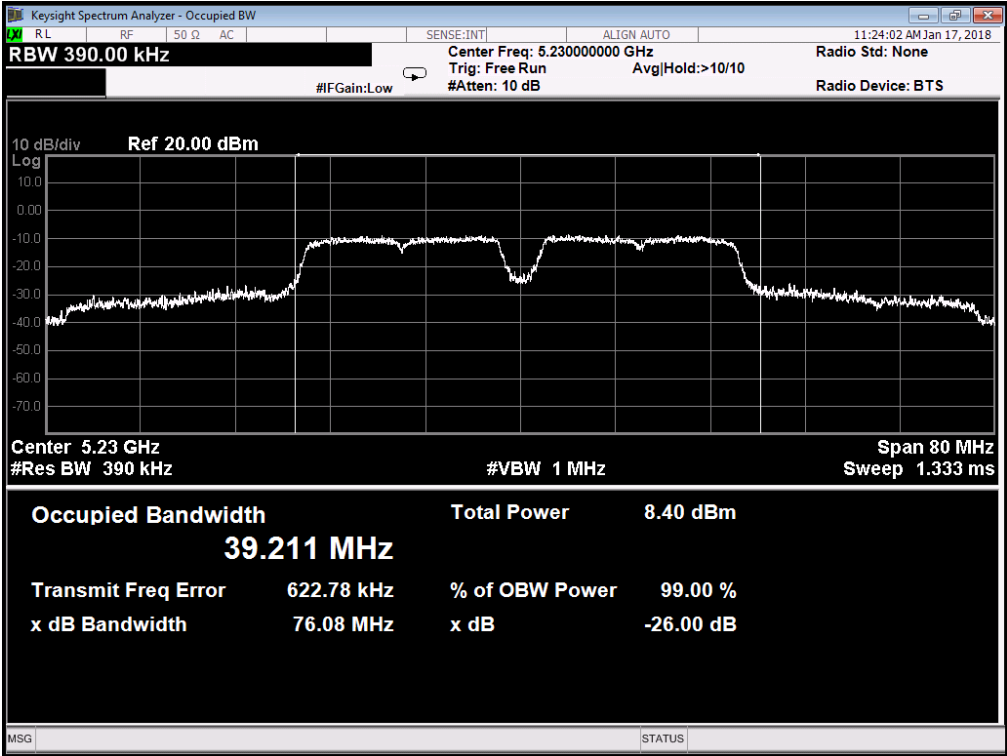 Keysight Spectrum Analyzer - Occupied BW
LXI RL RF 50 Ω AC SENSE:INT ALIGN AUTO 11:24:02 AM Jan 17, 2018
RBW 390.00 kHz
Center Freq: 5.230000000 GHz Radio Std: None
Trig: Free Run Avg|Hold:>10/10
#IFGain:Low #Atten: 10 dB Radio Device: BTS
10 dB/div Ref 20.00 dBm
Log
10.0
0.00
-10.0
-20.0
-30.0
-40.0
-50.0
-60.0
-70.0
Center 5.23 GHz Span 80 MHz
#Res BW 390 kHz #VBW 1 MHz Sweep 1.333 ms
Occupied Bandwidth Total Power 8.40 dBm
39.211 MHz
Transmit Freq Error 622.78 kHz % of OBW Power 99.00 %
x dB Bandwidth 76.08 MHz x dB -26.00 dB
MSG STATUS